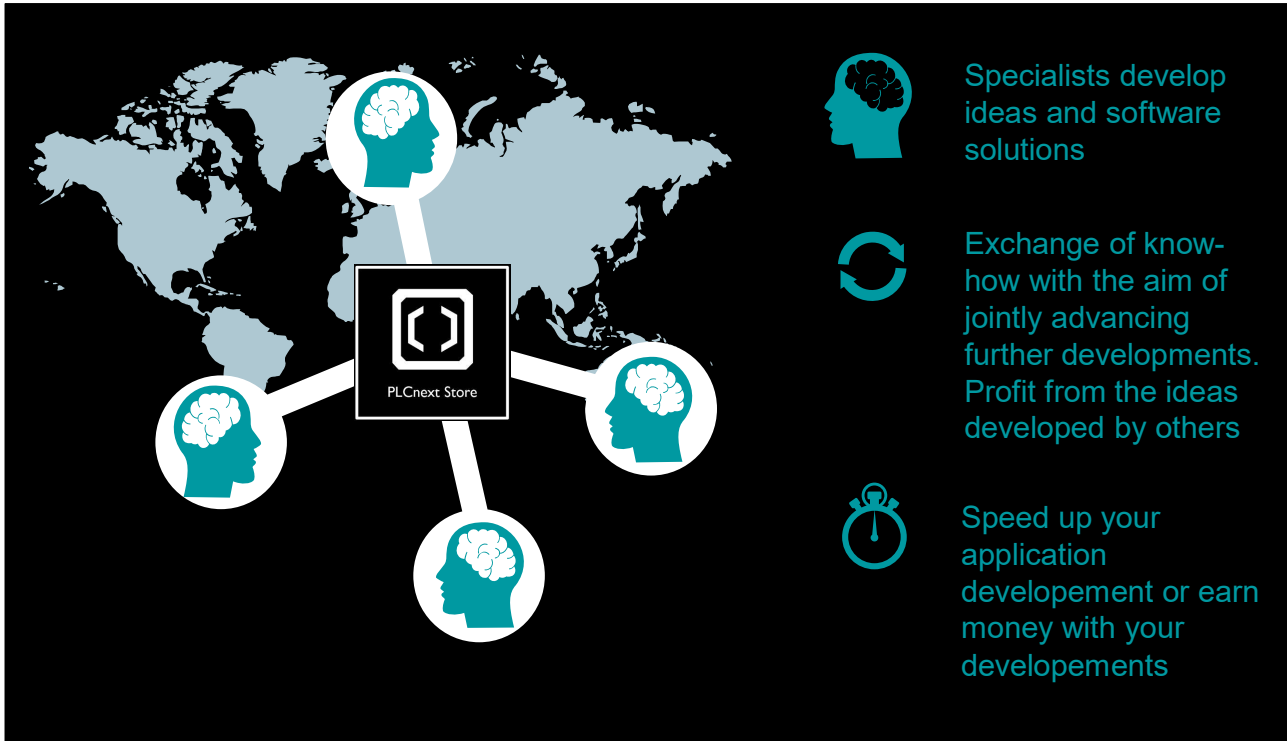 PLCnext Store
Specialists develop
ideas and software
solutions
Exchange of know-
how with the aim of
jointly advancing
further developments.
Profit from the ideas
developed by others
Speed up your
application
developement or earn
money with your
developements